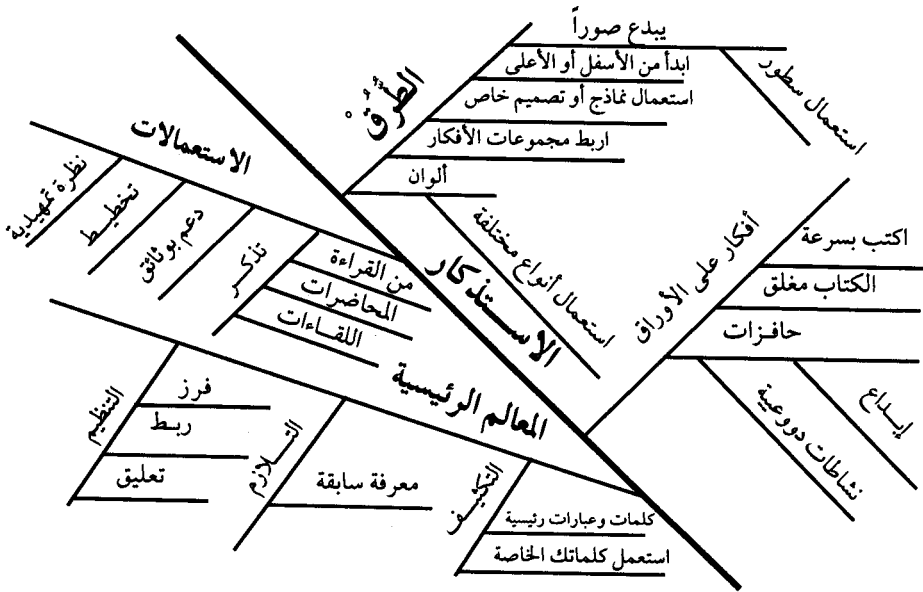 الاستذكار
الطُّرُقْ
يبدع صوراً
استعمال سطور
ابدأ من الأسفل أو الأعلى
استعمال نماذج أو تصميم خاص
اربط مجموعات الأفكار
ألوان
استعمال أنواع مختلفة
أفكار على الأوراق
اكتب بسرعة
الكتاب مغلق
حافزات
إبداع
نشاطات دووعيية
الاستعمالات
نظرة تمهيدية
تخطيط
دعم بوثائق
تذكر
من القراءة
المحاضرات
اللقاءات
المعالم الرئيسية
التنظيم
فرز
ربط
تعليق
التلازم
معرفة سابقة
التكثيف
كلمات وعبارات رئيسية
استعمل كلماتك الخاصة